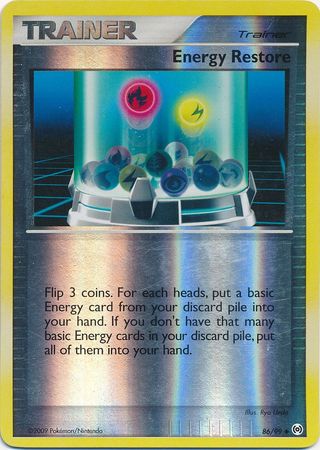 TRAINER
Trainer
Energy Restore
Flip 3 coins. For each heads, put a basic
Energy card from your discard pile into
your hand. If you don't have that many
basic Energy cards in your discard pile, put
all of them into your hand.
Illus. Ryo Ueda
©2009 Pokémon/Nintendo
86/99